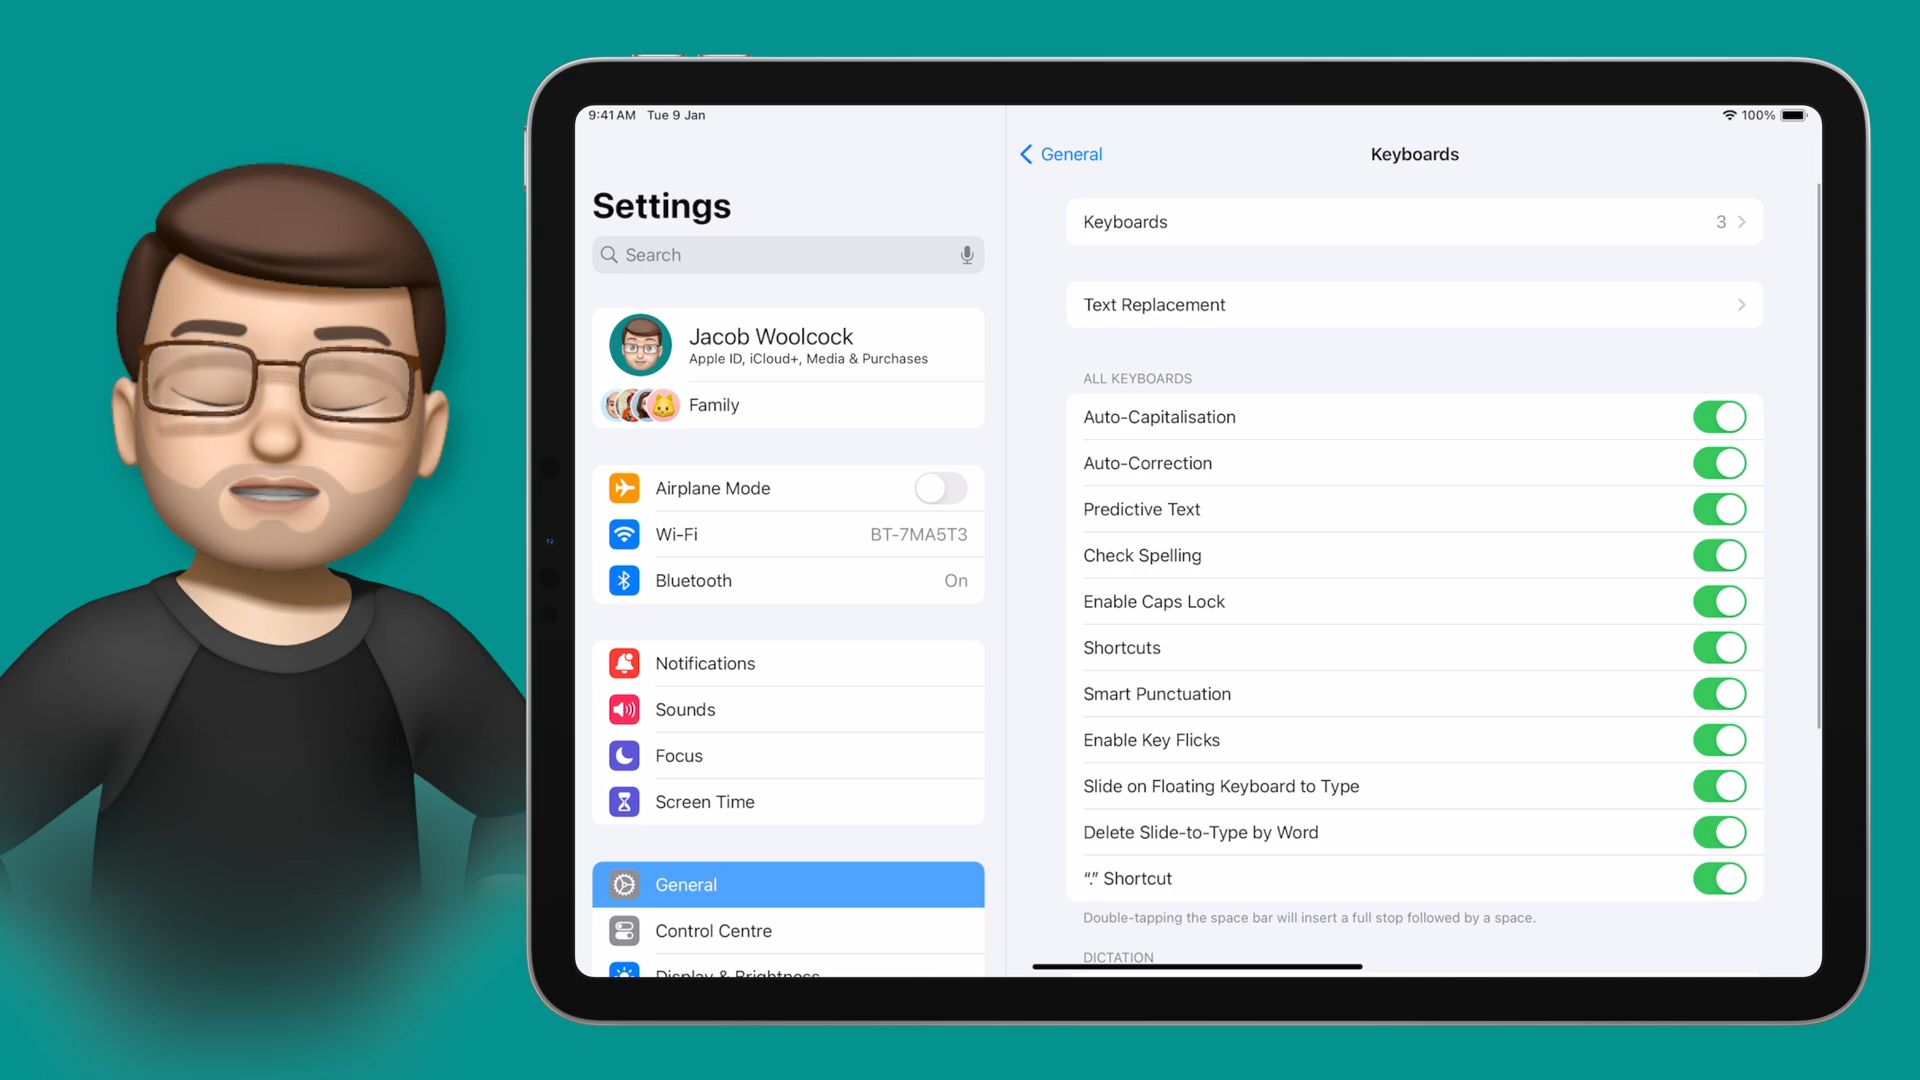 9:41 AM Tue 9 Jan
100%
Settings
Search
Jacob Woolcock
Apple ID, iCloud+, Media & Purchases
Family
Airplane Mode
Wi-Fi BT-7MA5T3
Bluetooth On
Notifications
Sounds
Focus
Screen Time
General
Control Centre
Display & Brightness
General
Keyboards
Keyboards 3
Text Replacement
ALL KEYBOARDS
Auto-Capitalisation
Auto-Correction
Predictive Text
Check Spelling
Enable Caps Lock
Shortcuts
Smart Punctuation
Enable Key Flicks
Slide on Floating Keyboard to Type
Delete Slide-to-Type by Word
“.” Shortcut
Double-tapping the space bar will insert a full stop followed by a space.
DICTATION